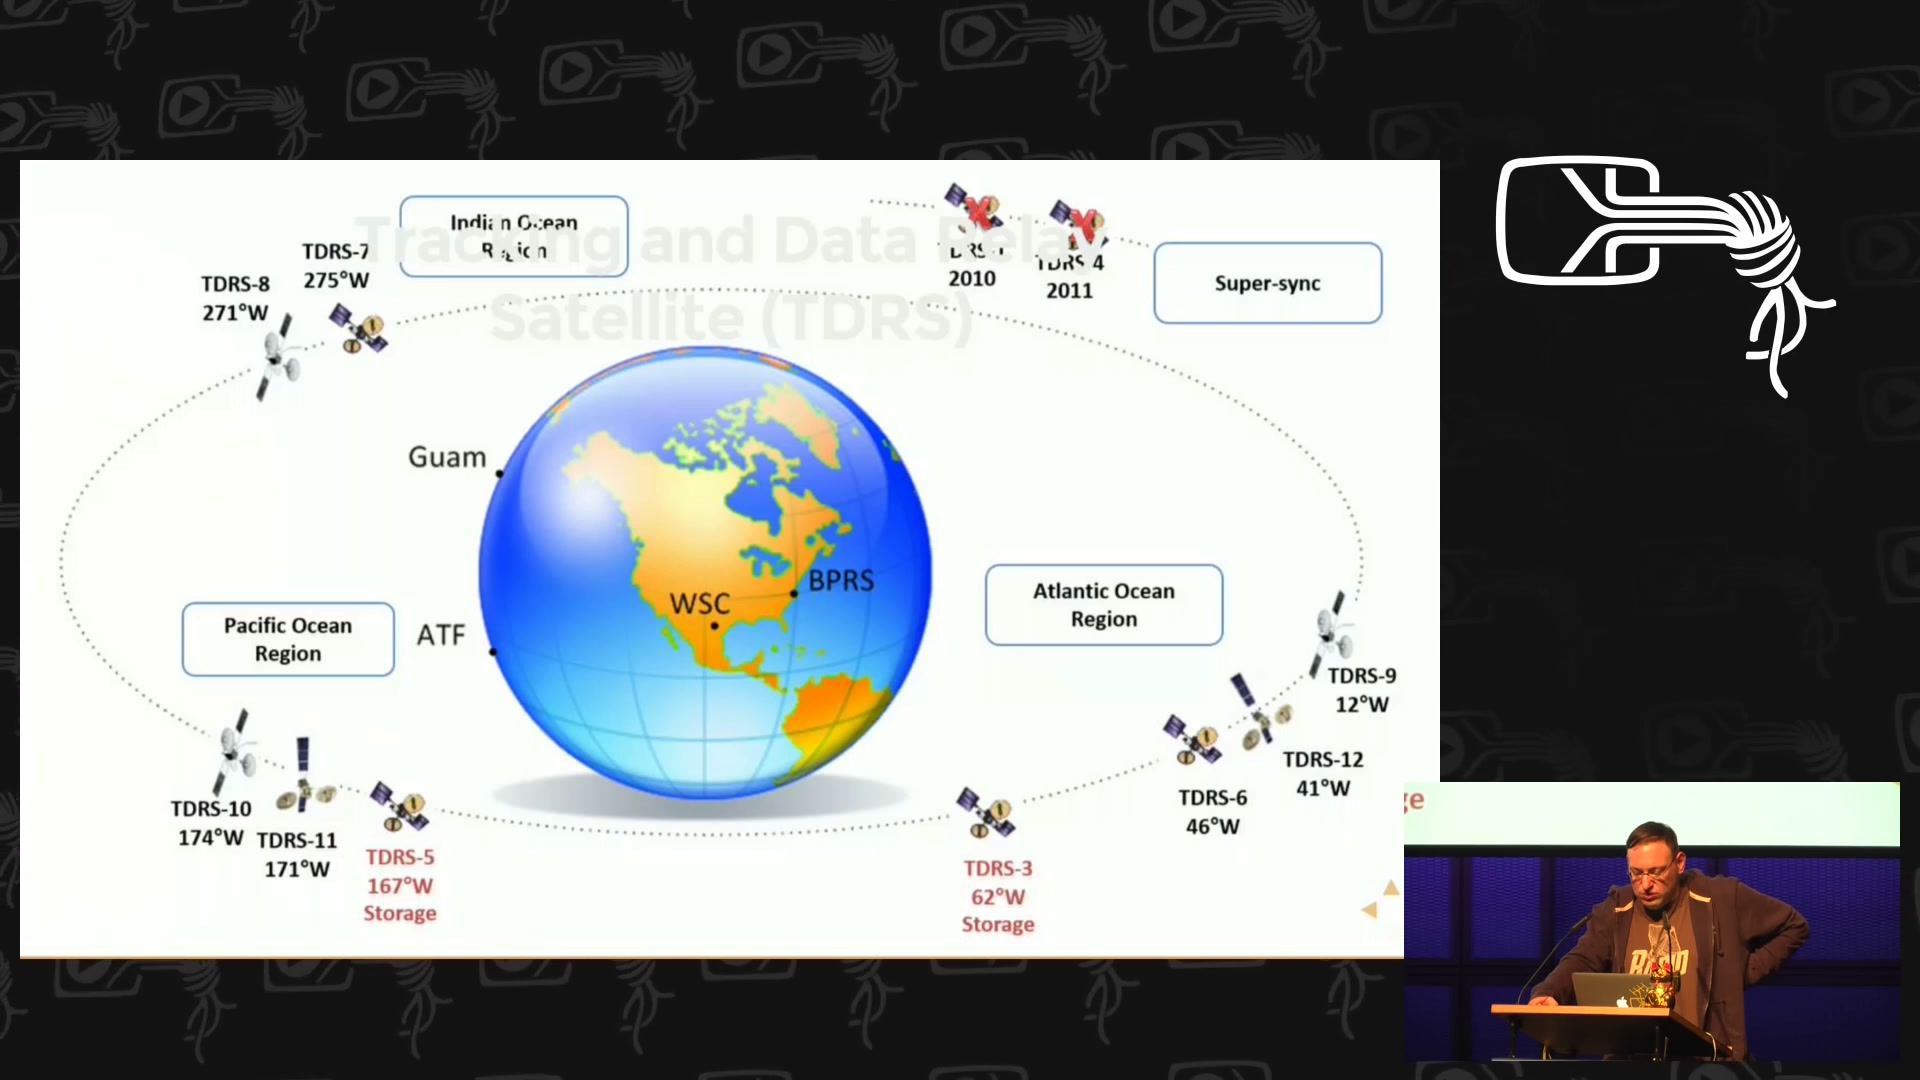 Tracking and Data Relay
Satellite (TDRS)
Indian Ocean
Region
TDRS-7
275°W
TDRS-8
271°W
TDRS-1
2010
TDRS-4
2011
Super-sync
Guam
BPRS
WSC
ATF
Atlantic Ocean
Region
Pacific Ocean
Region
TDRS-9
12°W
TDRS-12
41°W
TDRS-6
46°W
TDRS-10
174°W
TDRS-11
171°W
TDRS-5
167°W
Storage
TDRS-3
62°W
Storage
ge